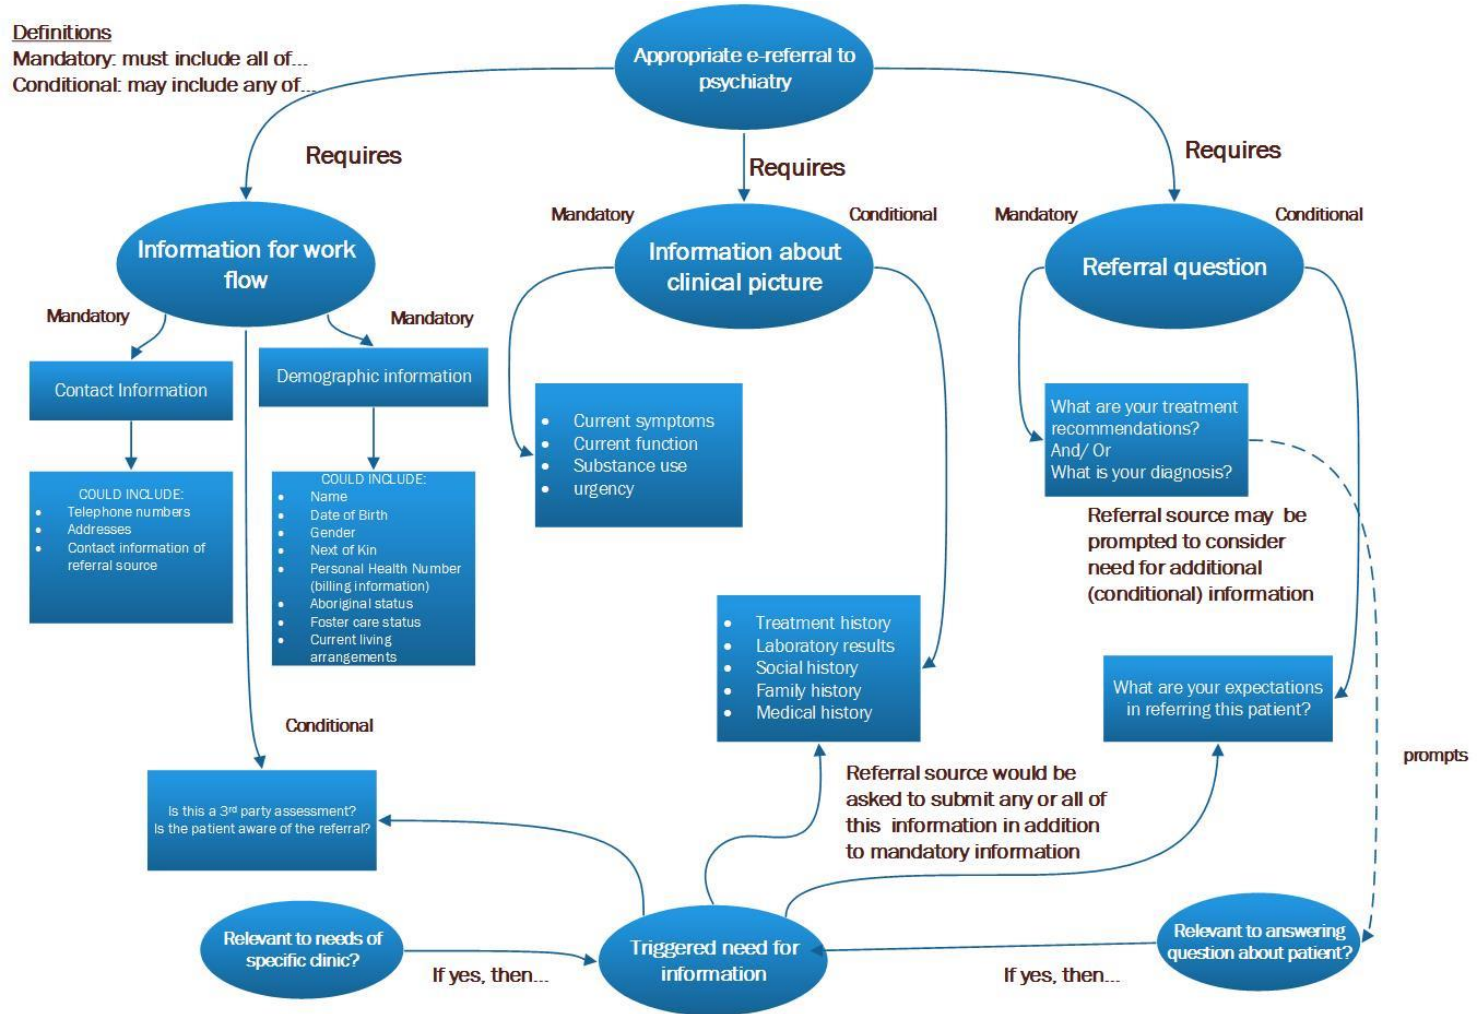 Definitions
Mandatory: must include all of...
Conditional: may include any of...
Appropriate e-referral to
psychiatry
Requires
Requires
Requires
Information for work
flow
Mandatory
Mandatory
Contact Information
Demographic information
COULD INCLUDE:
• Telephone numbers
• Addresses
• Contact information of
referral source
COULD INCLUDE:
• Name
• Date of Birth
• Gender
• Next of Kin
• Personal Health Number
(billing information)
• Aboriginal status
• Foster care status
• Current living
arrangements
Conditional
Is this a 3rd party assessment?
Is the patient aware of the referral?
Mandatory
Conditional
Information about
clinical picture
• Current symptoms
• Current function
• Substance use
• urgency
• Treatment history
• Laboratory results
• Social history
• Family history
• Medical history
Referral source would be
asked to submit any or all of
this information in addition
to mandatory information
Mandatory
Conditional
Referral question
What are your treatment
recommendations?
And/ Or
What is your diagnosis?
Referral source may be
prompted to consider
need for additional
(conditional) information
What are your expectations
in referring this patient?
prompts
Relevant to needs of
specific clinic?
If yes, then...
Triggered need for
information
If yes, then...
Relevant to answering
question about patient?